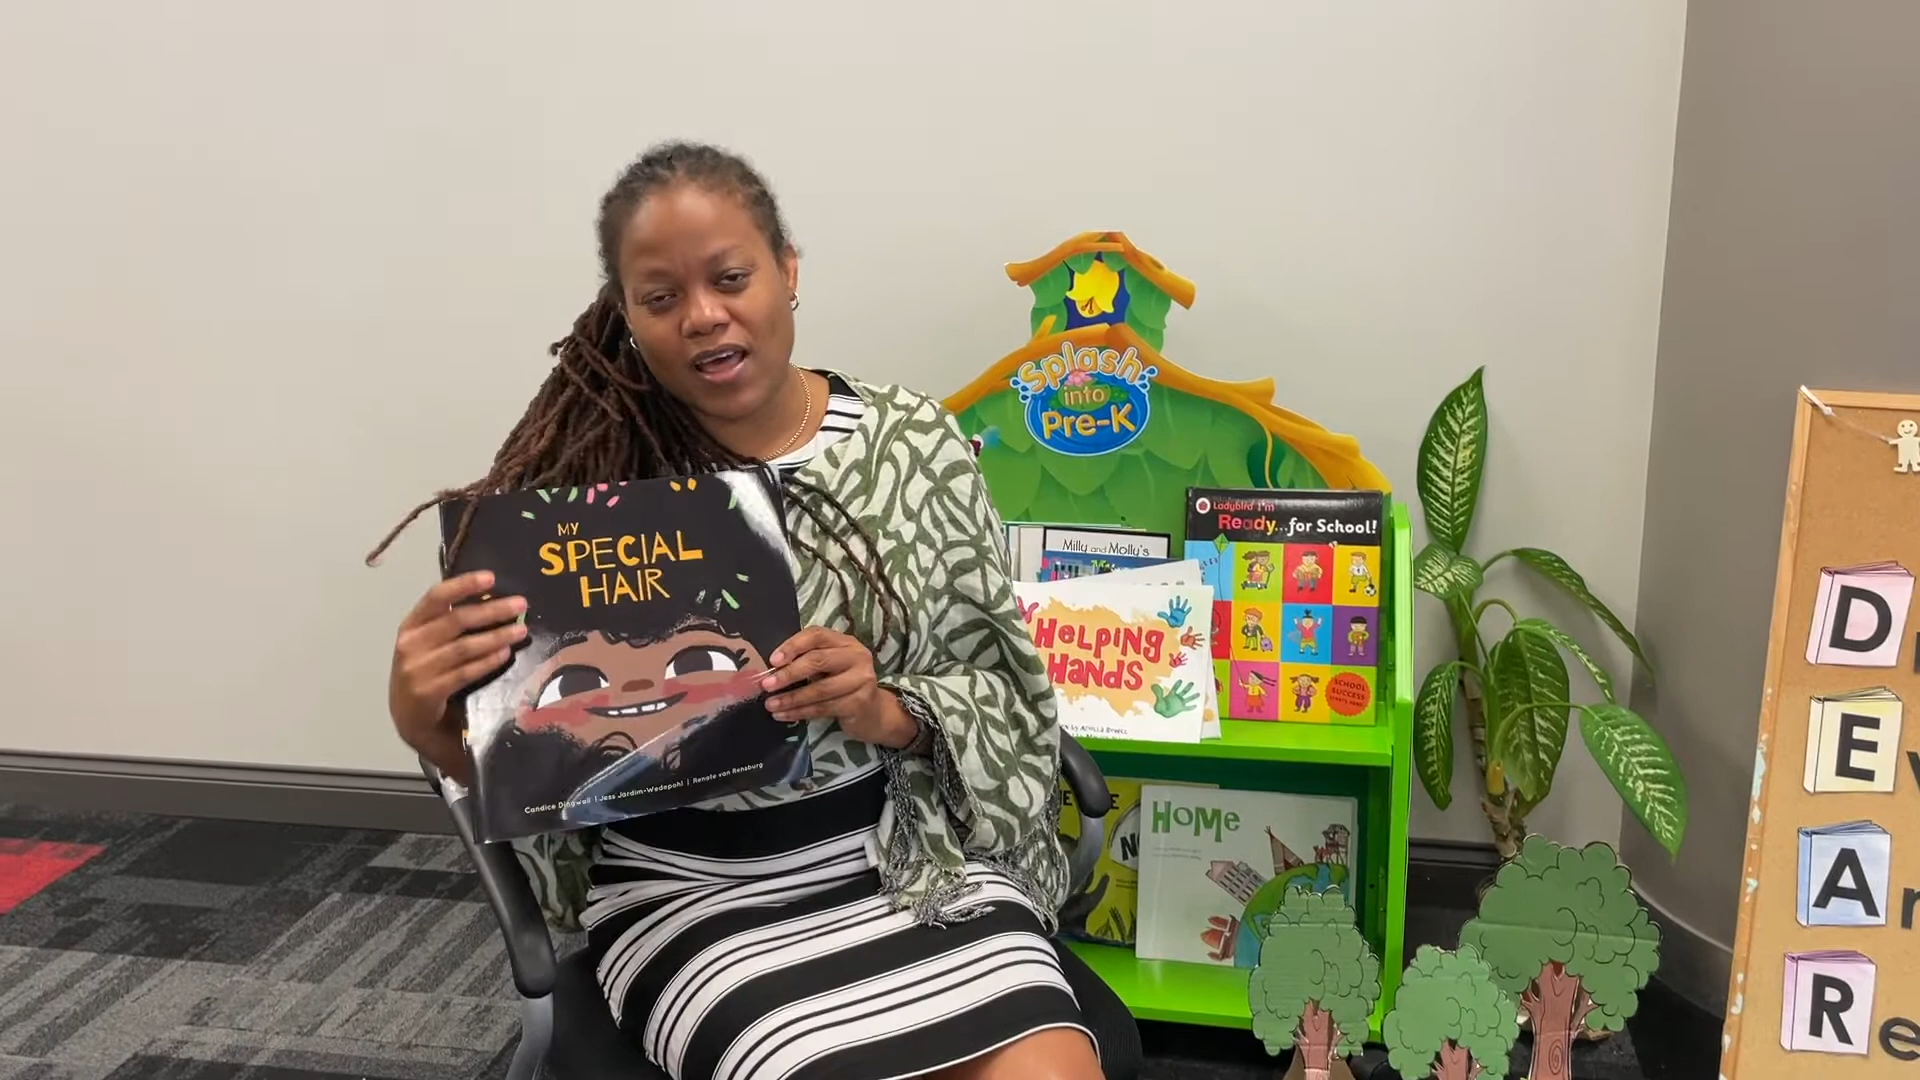 MY
SPECIAL
HAIR
Candice Dingwall | Jess Jardim-Wedepohl | Renate van Rensburg
Splash
into
Pre-K
Milly and Molly's
Ladybird I'm
Ready...for School!
SCHOOL
SUCCESS
HELPING
HANDS
HOME
D
E
A
R